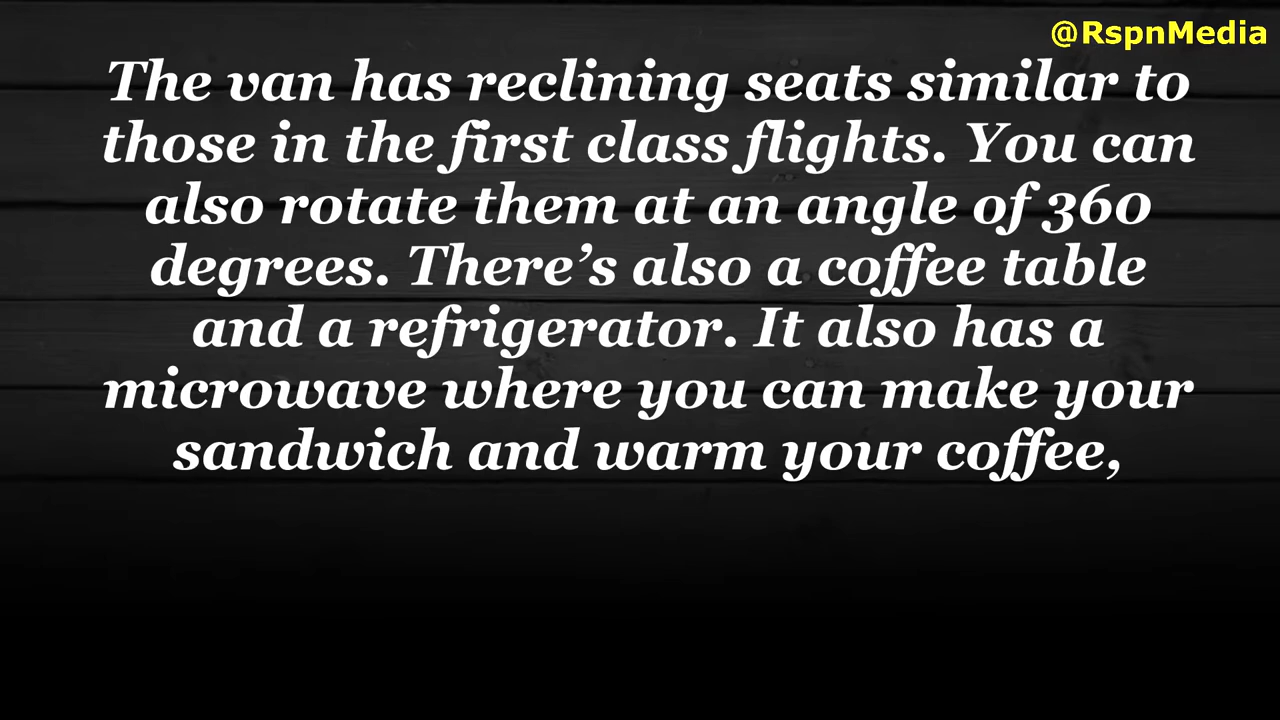 @RspnMedia
The van has reclining seats similar to
those in the first class flights. You can
also rotate them at an angle of 360
degrees. There’s also a coffee table
and a refrigerator. It also has a
microwave where you can make your
sandwich and warm your coffee,